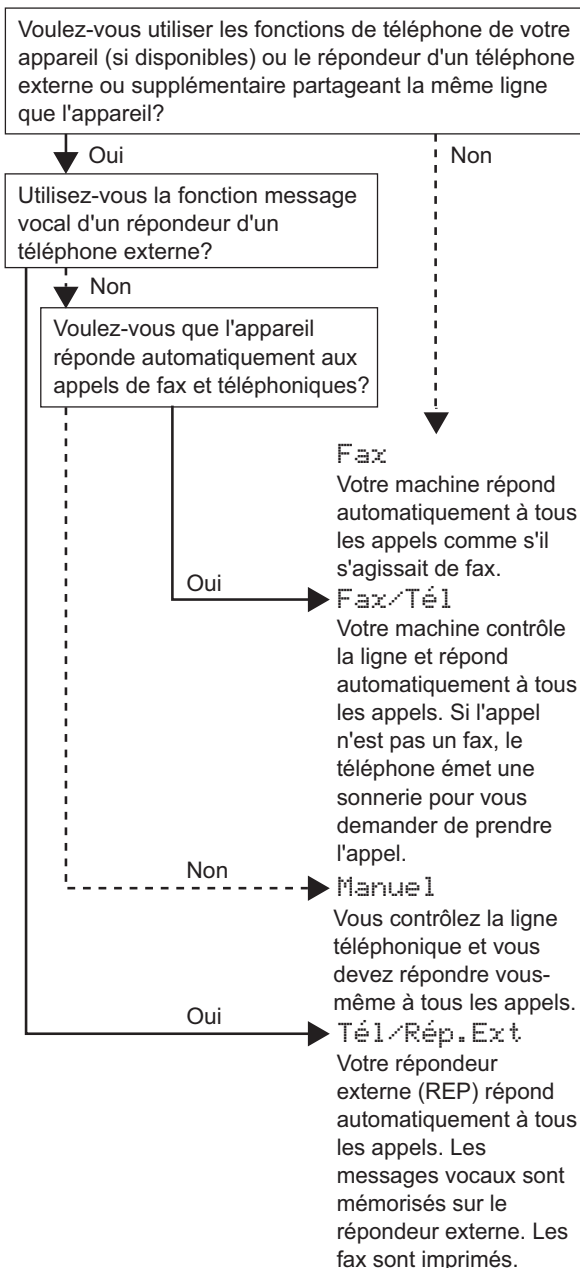 Voulez-vous utiliser les fonctions de téléphone de votre
appareil (si disponibles) ou le répondeur d'un téléphone
externe ou supplémentaire partageant la même ligne
que l'appareil?
Oui
Non
Utilisez-vous la fonction message
vocal d'un répondeur d'un
téléphone externe?
Non
Voulez-vous que l'appareil
réponde automatiquement aux
appels de fax et téléphoniques?
Fax
Votre machine répond
automatiquement à tous
les appels comme s'il
s'agissait de fax.
Oui
Fax/Tél
Votre machine contrôle
la ligne et répond
automatiquement à tous
les appels. Si l'appel
n'est pas un fax, le
téléphone émet une
sonnerie pour vous
demander de prendre
l'appel.
Non
Manuel
Vous contrôlez la ligne
téléphonique et vous
devez répondre vous-
même à tous les appels.
Oui
Tél/Rép.Ext
Votre répondeur
externe (REP) répond
automatiquement à tous
les appels. Les
messages vocaux sont
mémorisés sur le
répondeur externe. Les
fax sont imprimés.